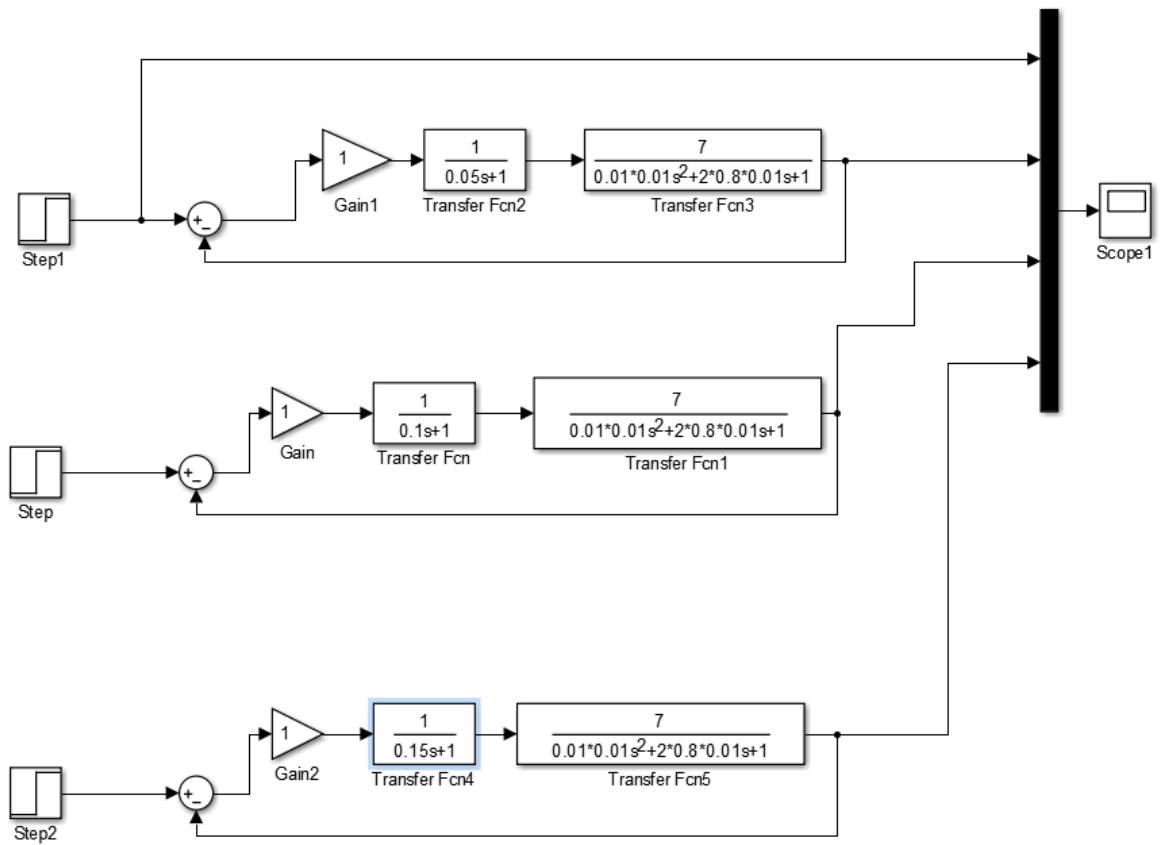 1
Gain1
1
0.05s+1
Transfer Fcn2
7
0.01*0.01s²+2*0.8*0.01s+1
Transfer Fcn3
Step1
+
−
Scope1
1
Gain
1
0.1s+1
Transfer Fcn
7
0.01*0.01s²+2*0.8*0.01s+1
Transfer Fcn1
Step
+
−
1
Gain2
1
0.15s+1
Transfer Fcn4
7
0.01*0.01s²+2*0.8*0.01s+1
Transfer Fcn5
Step2
+
−